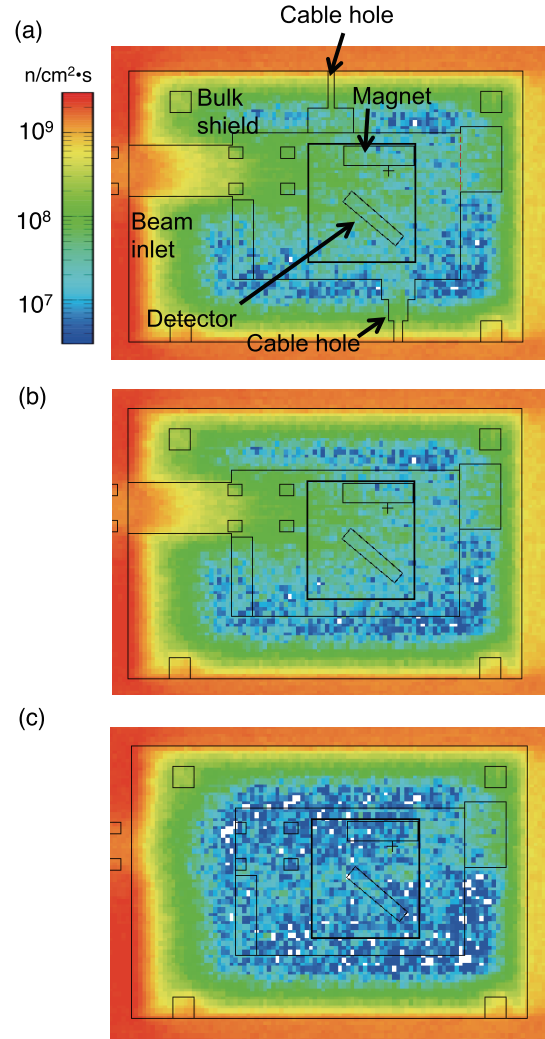 (a)
Cable hole
n/cm²•s
Bulk
shield
Magnet
10⁹
10⁸
Beam
inlet
10⁷
Detector
Cable hole
(b)
(c)